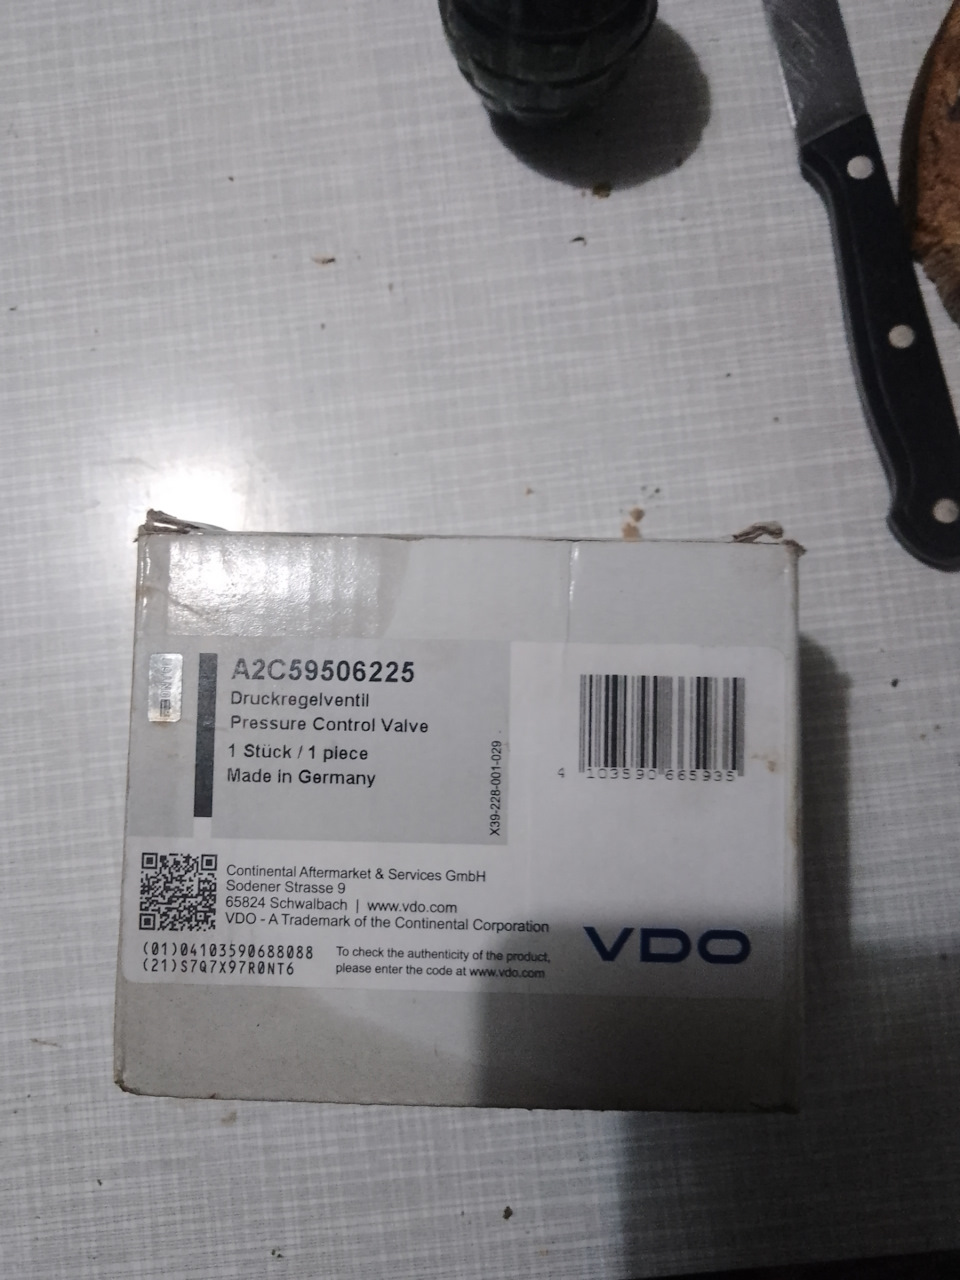 A2C59506225
Druckregelventil
Pressure Control Valve
1 Stück / 1 piece
Made in Germany
X39-228-001-029
4 103590 665935
Continental Aftermarket & Services GmbH
Sodener Strasse 9
65824 Schwalbach | www.vdo.com
VDO - A Trademark of the Continental Corporation
(01)04103590688088
(21)S7Q7X97R0NT6
To check the authenticity of the product,
please enter the code at www.vdo.com
VDO